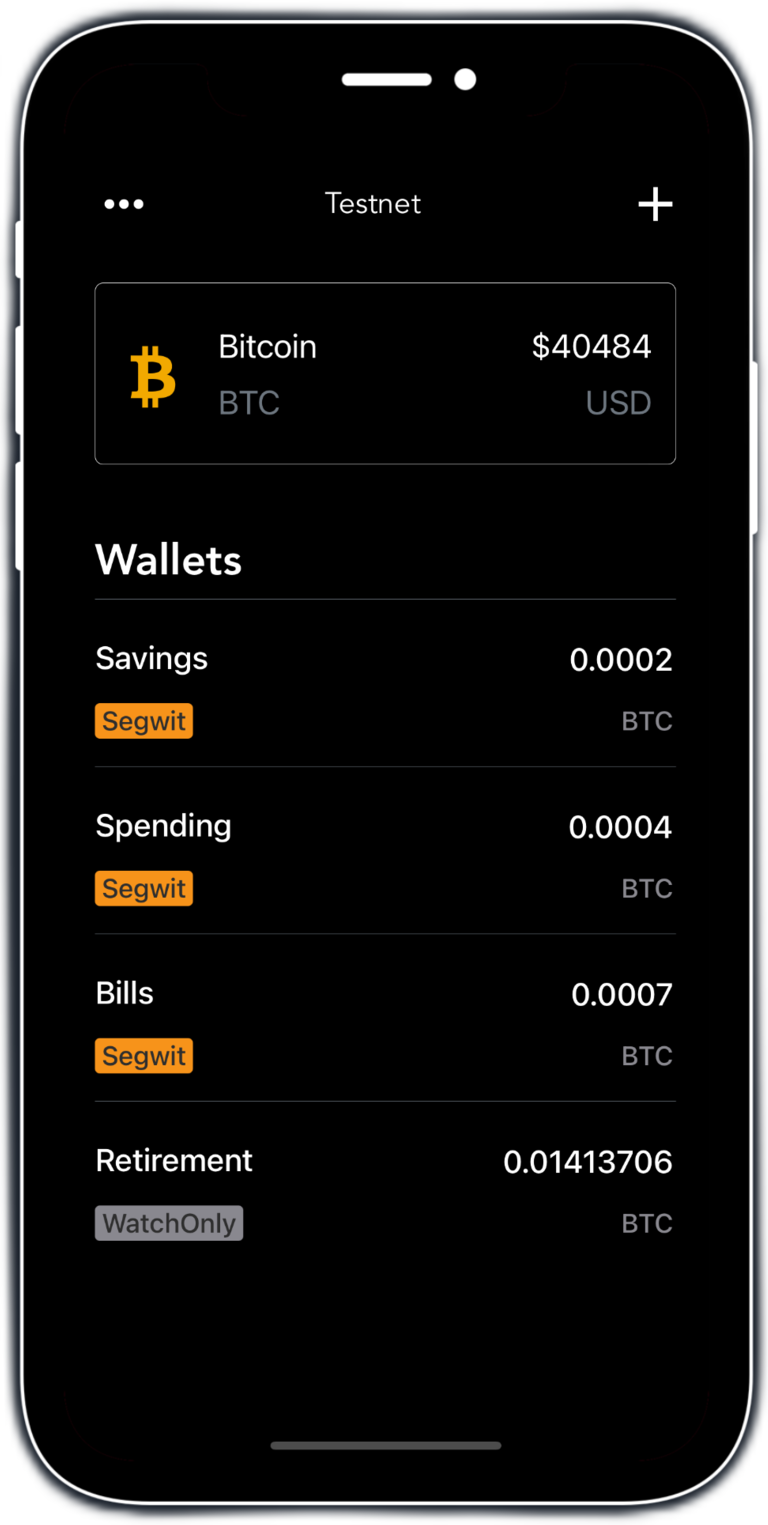 Testnet
Bitcoin $40484
BTC USD
Wallets
Savings 0.0002
Segwit BTC
Spending 0.0004
Segwit BTC
Bills 0.0007
Segwit BTC
Retirement 0.01413706
WatchOnly BTC